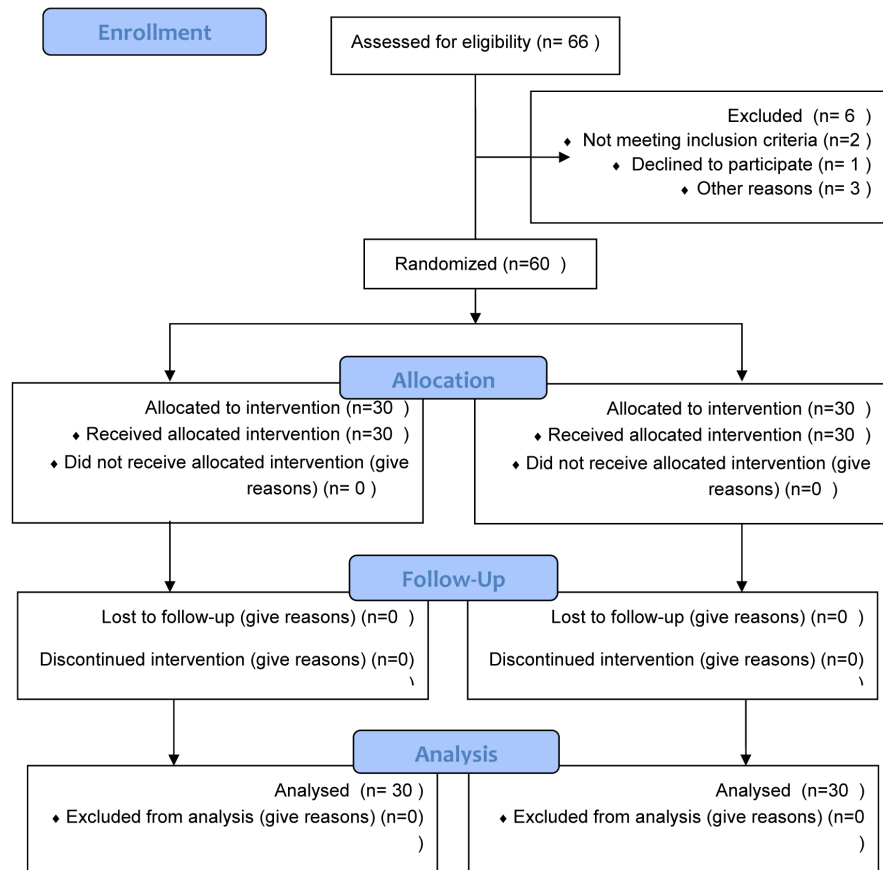 Enrollment
Assessed for eligibility (n= 66 )
Excluded (n= 6 )
♦ Not meeting inclusion criteria (n=2 )
♦ Declined to participate (n= 1 )
♦ Other reasons (n= 3 )
Randomized (n=60 )
Allocation
Allocated to intervention (n=30 )
♦ Received allocated intervention (n=30 )
♦ Did not receive allocated intervention (give
reasons) (n= 0 )
Allocated to intervention (n=30 )
♦ Received allocated intervention (n=30 )
♦ Did not receive allocated intervention (give
reasons) (n=0 )
Follow-Up
Lost to follow-up (give reasons) (n=0 )
Discontinued intervention (give reasons) (n=0)
)
Lost to follow-up (give reasons) (n=0 )
Discontinued intervention (give reasons) (n=0)
)
Analysis
Analysed (n= 30 )
♦ Excluded from analysis (give reasons) (n=0)
)
Analysed (n=30 )
♦ Excluded from analysis (give reasons) (n=0
)